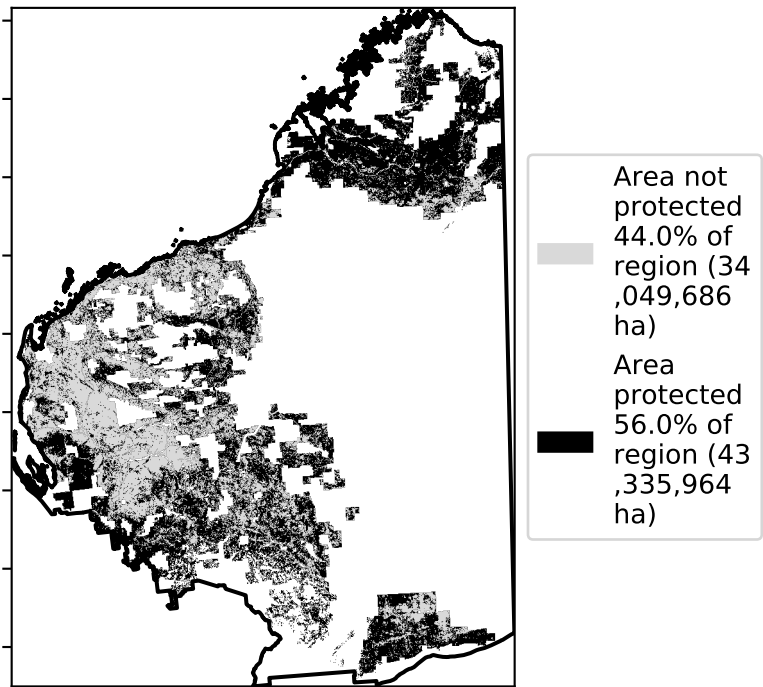 Area not
protected
44.0% of
region (34
,049,686
ha)
Area
protected
56.0% of
region (43
,335,964
ha)